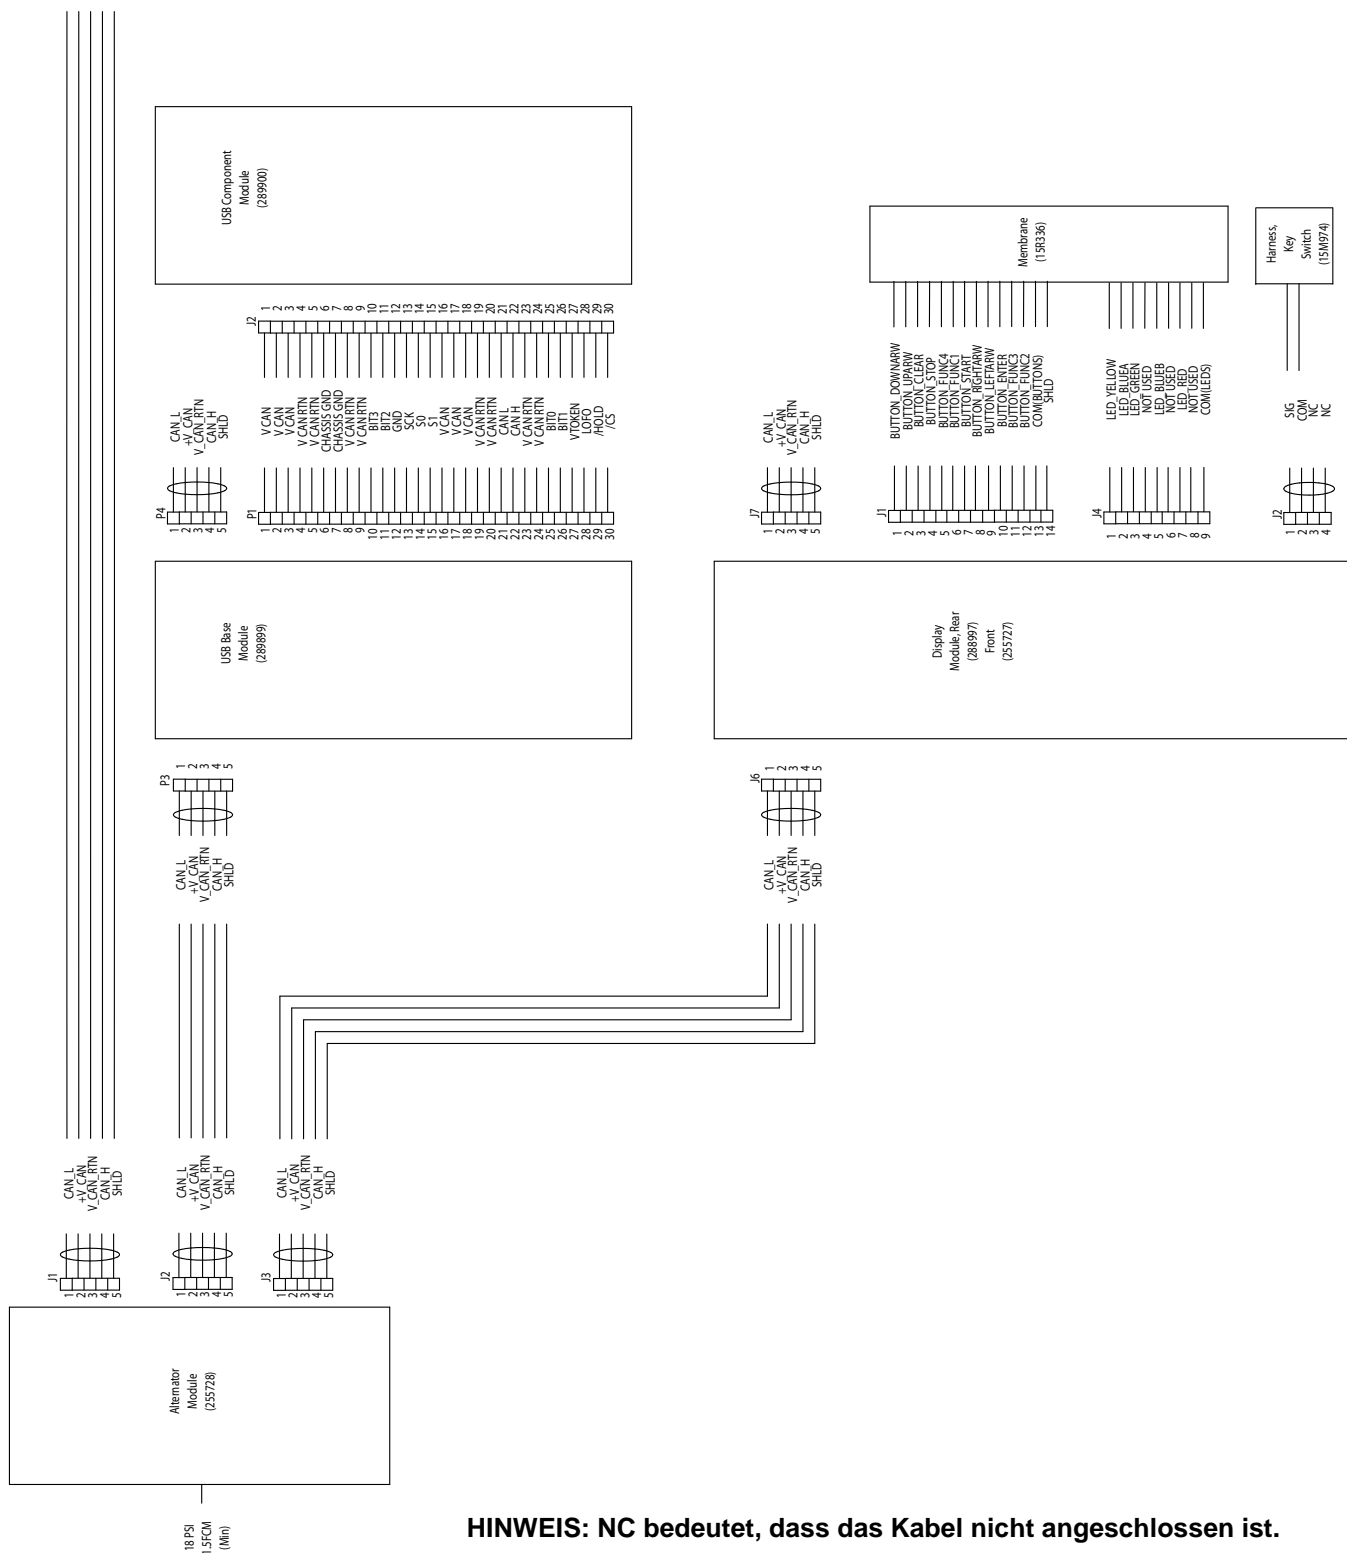 USB Component
Module
(289900)
Membrane
(15R336)
Harness,
Key
Switch
(15M974)
J2
1
2
3
4
5
6
7
8
9
10
11
12
13
14
15
16
17
18
19
20
21
22
23
24
25
26
27
28
29
30
V CAN
V CAN
V CAN
V CAN RTN
V CAN RTN
CHASSIS GND
CHASSIS GND
V CAN RTN
V CAN RTN
BIT3
BIT2
GND
SCK
S0
S1
V CAN
V CAN
V CAN
V CAN RTN
V CAN RTN
CAN L
CAN H
V CAN RTN
V CAN RTN
BIT0
BIT1
VTOKEN
LOFO
/HOLD
/CS
P1
1
2
3
4
5
6
7
8
9
10
11
12
13
14
15
16
17
18
19
20
21
22
23
24
25
26
27
28
29
30
CAN_L
+V_CAN
V_CAN_RTN
CAN_H
SHLD
P4
1
2
3
4
5
CAN_L
+V_CAN
V_CAN_RTN
CAN_H
SHLD
J7
1
2
3
4
5
BUTTON_DOWNARW
BUTTON_UPARW
BUTTON_CLEAR
BUTTON_STOP
BUTTON_FUNC4
BUTTON_FUNC1
BUTTON_START
BUTTON_RIGHTARW
BUTTON_LEFTARW
BUTTON_ENTER
BUTTON_FUNC3
BUTTON_FUNC2
COM(BUTTONS)
SHLD
J1
1
2
3
4
5
6
7
8
9
10
11
12
13
14
LED_YELLOW
LED_BLUEA
LED_GREEN
NOT USED
LED_BLUEB
NOT USED
LED_RED
NOT USED
COM(LEDS)
J4
1
2
3
4
5
6
7
8
9
SIG
COM
NC
NC
J2
1
2
3
4
USB Base
Module
(289899)
Display
Module, Rear
(288997)
Front
(255727)
P3
1
2
3
4
5
CAN_L
+V_CAN
V_CAN_RTN
CAN_H
SHLD
J6
1
2
3
4
5
CAN_L
+V_CAN
V_CAN_RTN
CAN_H
SHLD
CAN_L
+V_CAN
V_CAN_RTN
CAN_H
SHLD
J1
1
2
3
4
5
CAN_L
+V_CAN
V_CAN_RTN
CAN_H
SHLD
J2
1
2
3
4
5
CAN_L
+V_CAN
V_CAN_RTN
CAN_H
SHLD
J3
1
2
3
4
5
Alternator
Module
(255728)
18 PSI
1.5FCM
(Min)
HINWEIS: NC bedeutet, dass das Kabel nicht angeschlossen ist.